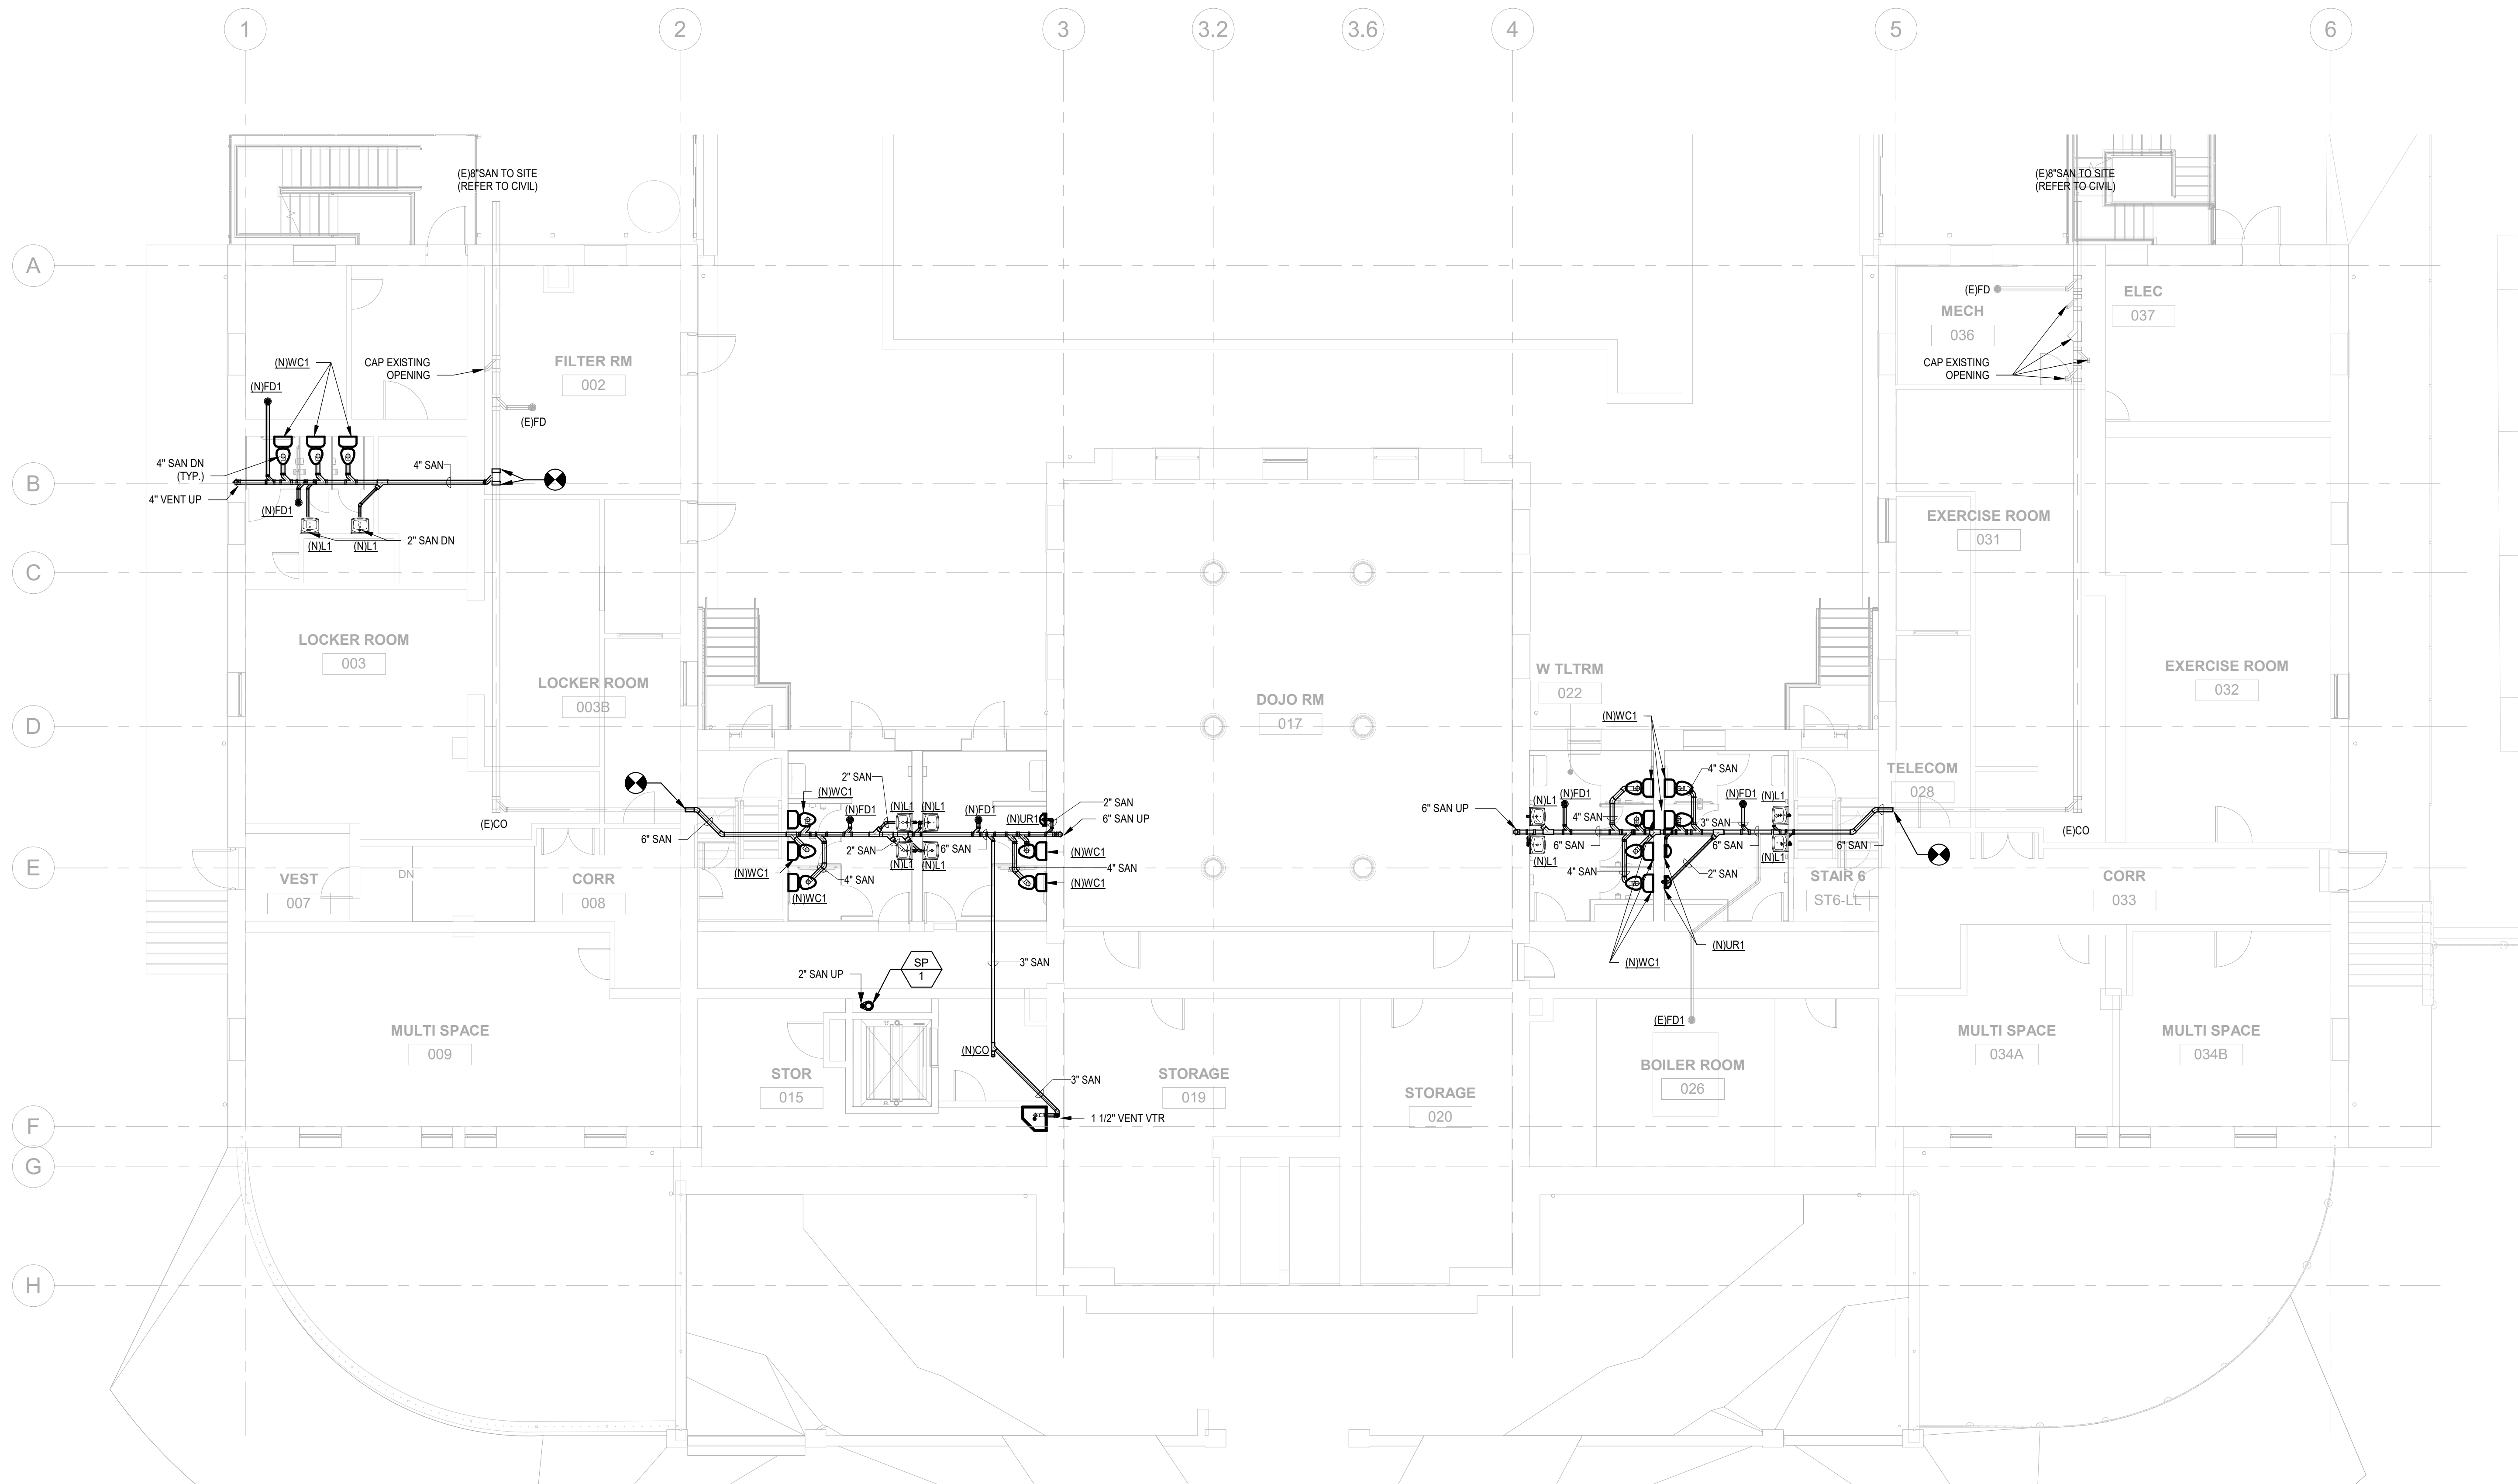 1
2
3
3.2
3.6
4
5
6
A
B
C
D
E
F
G
H
(E)8"SAN TO SITE
(REFER TO CIVIL)
(N)WC1
CAP EXISTING
OPENING
FILTER RM
002
(N)FD1
(E)FD
4" SAN DN
(TYP.)
4" SAN
4" VENT UP
(N)FD1
(N)L1
(N)L1
2" SAN DN
LOCKER ROOM
003
LOCKER ROOM
003B
(E)CO
6" SAN
VEST
007
DN
CORR
008
MULTI SPACE
009
2" SAN
(N)WC1
(N)FD1
(N)L1
(N)L1
(N)FD1
(N)UR1
2" SAN
6" SAN UP
2" SAN
6" SAN
(N)WC1
(N)WC1
4" SAN
(N)L1
(N)L1
4" SAN
(N)WC1
(N)WC1
3" SAN
2" SAN UP
SP
1
(N)CO
STOR
015
3" SAN
1 1/2" VENT VTR
DOJO RM
017
STORAGE
019
STORAGE
020
W TLTRM
022
(N)WC1
4" SAN
6" SAN UP
(N)L1
(N)FD1
4" SAN
3" SAN
(N)FD1
(N)L1
6" SAN
6" SAN
6" SAN
(N)L1
(N)L1
4" SAN
2" SAN
(N)UR1
(N)WC1
(E)FD1
BOILER ROOM
026
STAIR 6
ST6-LL
(E)8"SAN TO SITE
(REFER TO CIVIL)
(E)FD
MECH
036
ELEC
037
CAP EXISTING
OPENING
EXERCISE ROOM
031
EXERCISE ROOM
032
TELECOM
028
(E)CO
CORR
033
MULTI SPACE
034A
MULTI SPACE
034B